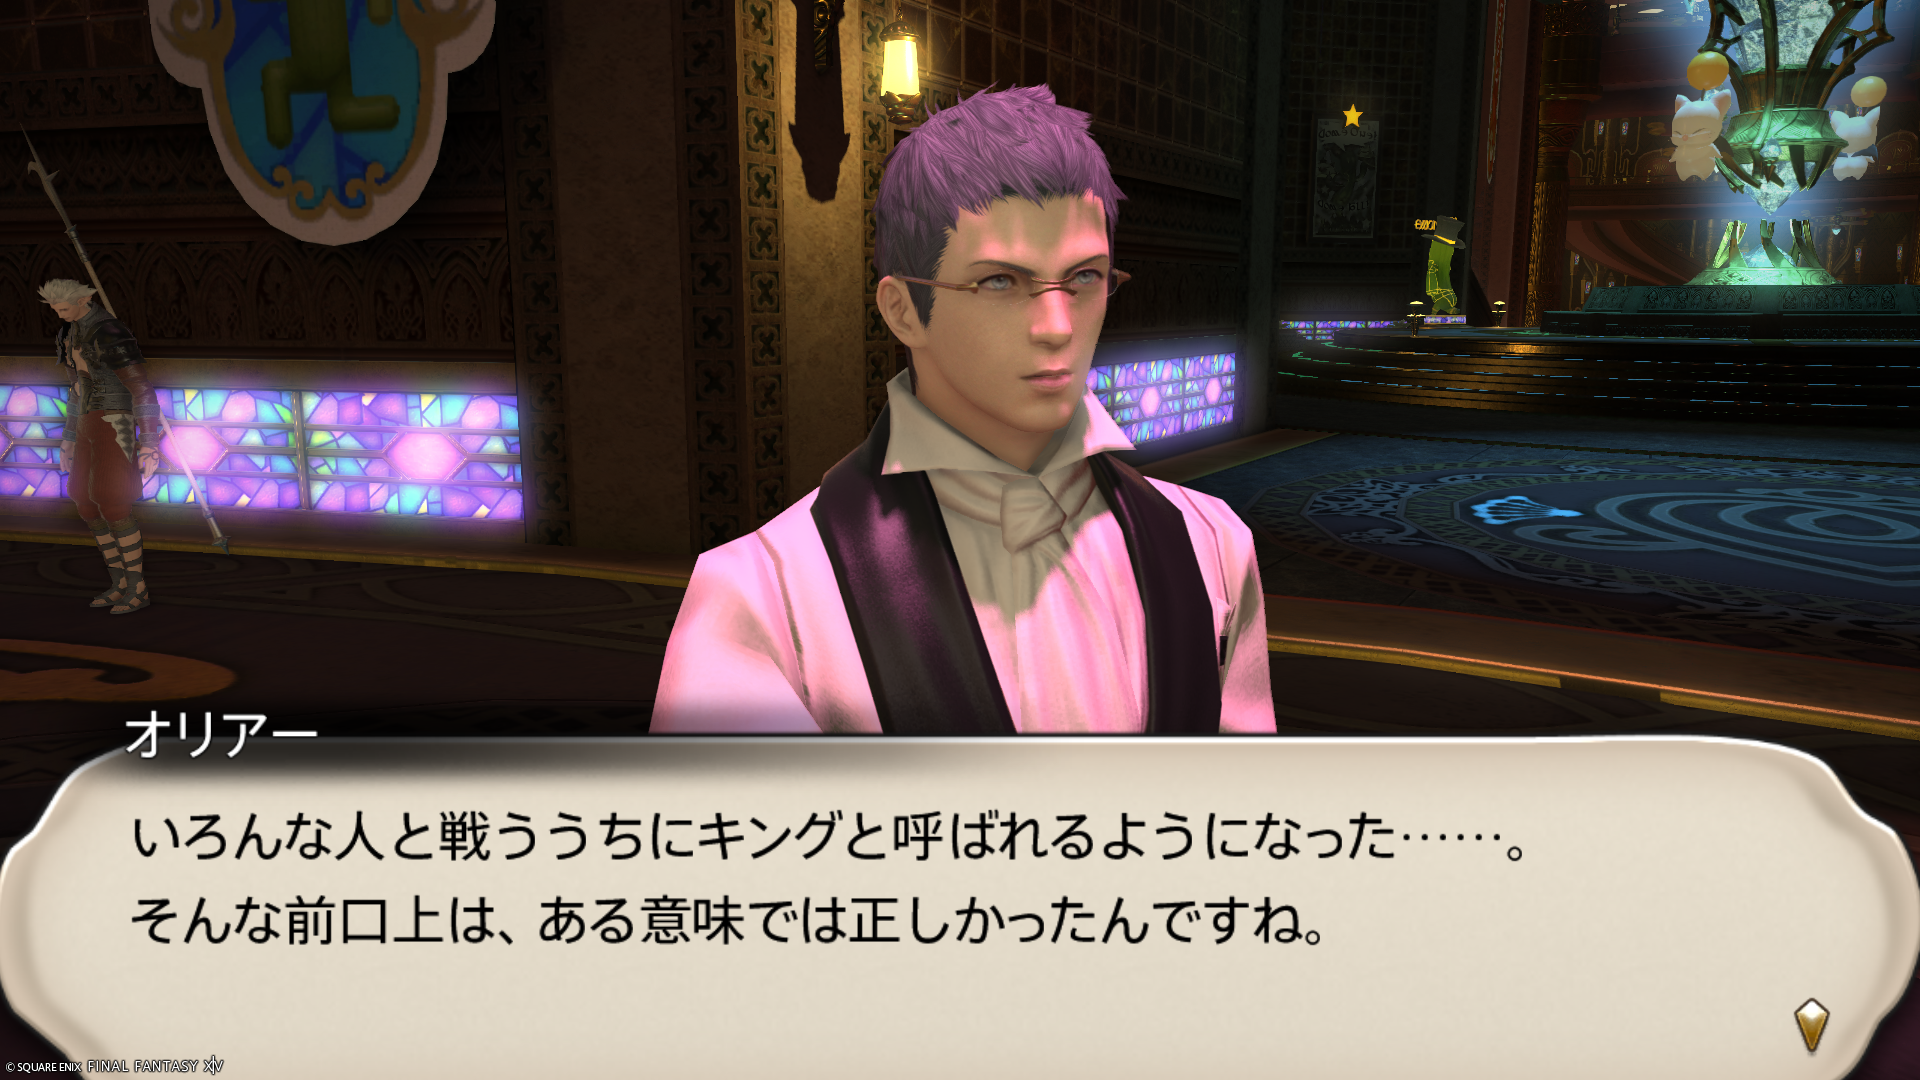 オリアー
いろんな人と戦ううちにキングと呼ばれるようになった……。
そんな前口上は、ある意味では正しかったんですね。
© SQUARE ENIX FINAL FANTASY XIV